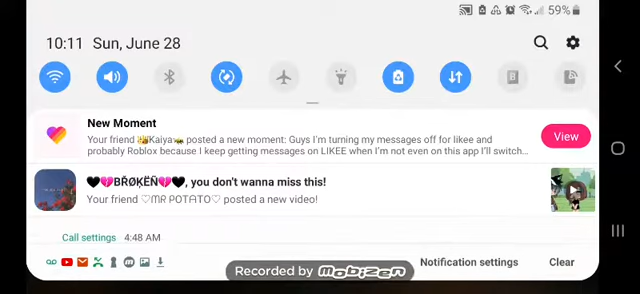 59%
10:11 Sun, June 28
New Moment
Your friend 👑Kaiya🐝 posted a new moment: Guys I'm turning my messages off for likee and
probably Roblox because I keep getting messages on LIKEE when I'm not even on this app I'll switch...
View
🖤💔BŘØĶËÑ💔🖤, you don't wanna miss this!
Your friend ♡ᗰᖇ ᑭOTᗩTO♡ posted a new video!
Call settings 4:48 AM
Recorded by MOBIZEN
Notification settings
Clear